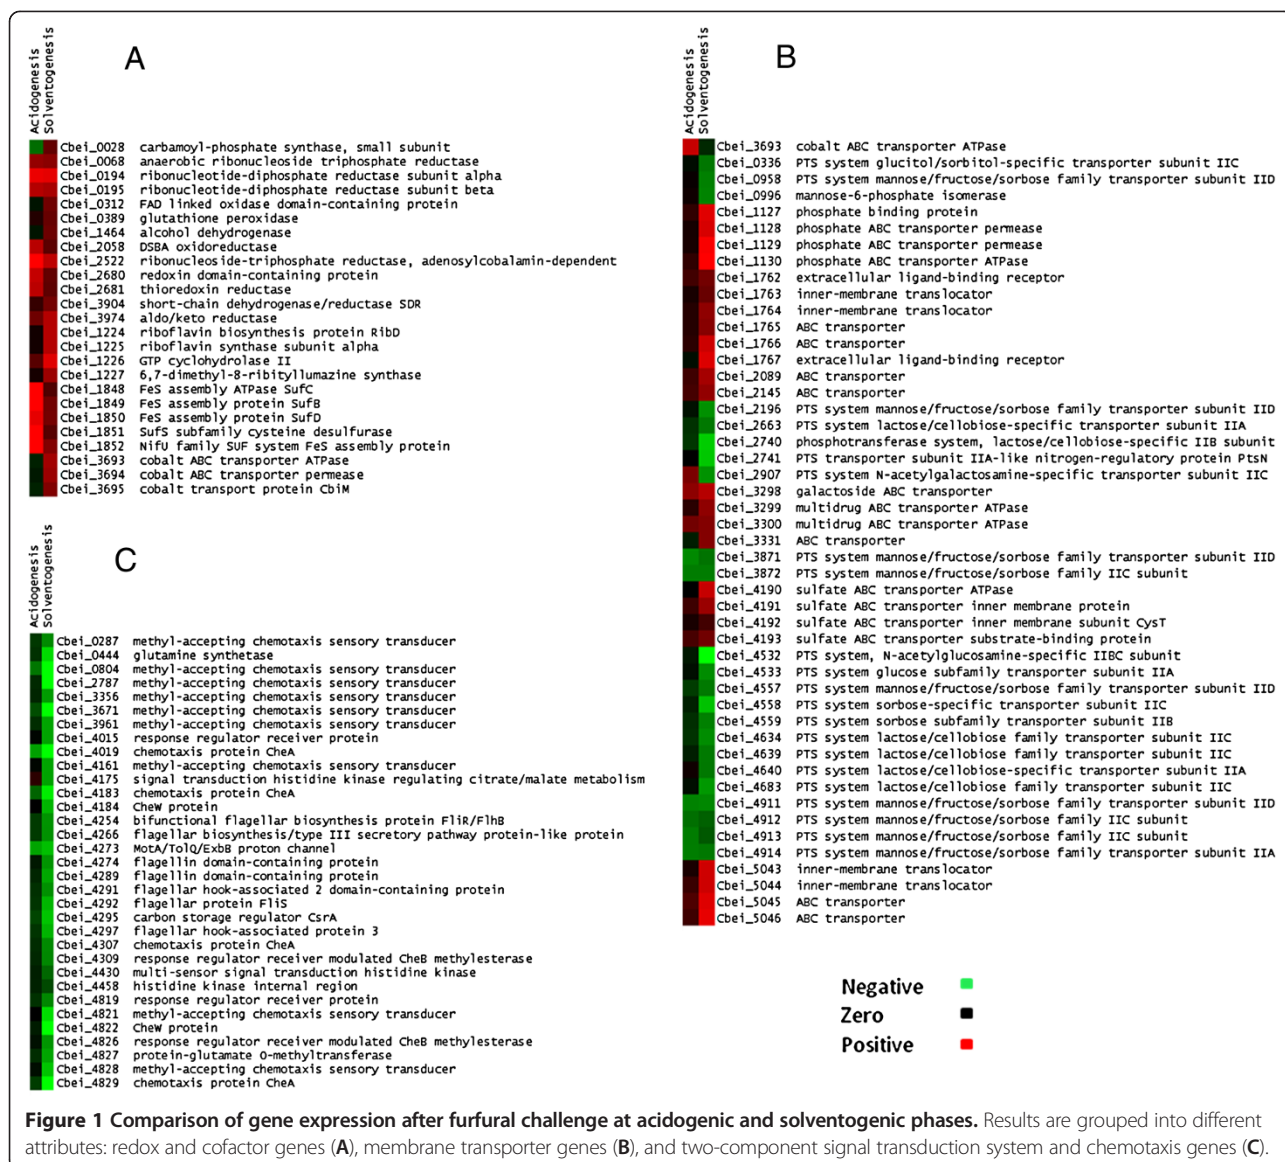 A
Acidogenesis
Solventogenesis
Cbei_0028 carbamoyl-phosphate synthase, small subunit
Cbei_0068 anaerobic ribonucleoside triphosphate reductase
Cbei_0194 ribonucleotide-diphosphate reductase subunit alpha
Cbei_0195 ribonucleotide-diphosphate reductase subunit beta
Cbei_0312 FAD linked oxidase domain-containing protein
Cbei_0389 glutathione peroxidase
Cbei_1464 alcohol dehydrogenase
Cbei_2058 DSBA oxidoreductase
Cbei_2522 ribonucleoside-triphosphate reductase, adenosylcobalamin-dependent
Cbei_2680 redoxin domain-containing protein
Cbei_2681 thioredoxin reductase
Cbei_3904 short-chain dehydrogenase/reductase SDR
Cbei_3974 aldo/keto reductase
Cbei_1224 riboflavin biosynthesis protein RibD
Cbei_1225 riboflavin synthase subunit alpha
Cbei_1226 GTP cyclohydrolase II
Cbei_1227 6,7-dimethyl-8-ribityllumazine synthase
Cbei_1848 FeS assembly ATPase SufC
Cbei_1849 FeS assembly protein SufB
Cbei_1850 FeS assembly protein SufD
Cbei_1851 SufS subfamily cysteine desulfurase
Cbei_1852 NifU family SUF system FeS assembly protein
Cbei_3693 cobalt ABC transporter ATPase
Cbei_3694 cobalt ABC transporter permease
Cbei_3695 cobalt transport protein CbiM
B
Acidogenesis
Solventogenesis
Cbei_3693 cobalt ABC transporter ATPase
Cbei_0336 PTS system glucitol/sorbitol-specific transporter subunit IIC
Cbei_0958 PTS system mannose/fructose/sorbose family transporter subunit IID
Cbei_0996 mannose-6-phosphate isomerase
Cbei_1127 phosphate binding protein
Cbei_1128 phosphate ABC transporter permease
Cbei_1129 phosphate ABC transporter permease
Cbei_1130 phosphate ABC transporter ATPase
Cbei_1762 extracellular ligand-binding receptor
Cbei_1763 inner-membrane translocator
Cbei_1764 inner-membrane translocator
Cbei_1765 ABC transporter
Cbei_1766 ABC transporter
Cbei_1767 extracellular ligand-binding receptor
Cbei_2089 ABC transporter
Cbei_2145 ABC transporter
Cbei_2196 PTS system mannose/fructose/sorbose family transporter subunit IID
Cbei_2663 PTS system lactose/cellobiose-specific transporter subunit IIA
Cbei_2740 phosphotransferase system, lactose/cellobiose-specific IIB subunit
Cbei_2741 PTS transporter subunit IIA-like nitrogen-regulatory protein PtsN
Cbei_2907 PTS system N-acetylgalactosamine-specific transporter subunit IIC
Cbei_3298 galactoside ABC transporter
Cbei_3299 multidrug ABC transporter ATPase
Cbei_3300 multidrug ABC transporter ATPase
Cbei_3331 ABC transporter
Cbei_3871 PTS system mannose/fructose/sorbose family transporter subunit IID
Cbei_3872 PTS system mannose/fructose/sorbose family IIC subunit
Cbei_4190 sulfate ABC transporter ATPase
Cbei_4191 sulfate ABC transporter inner membrane protein
Cbei_4192 sulfate ABC transporter inner membrane subunit CysT
Cbei_4193 sulfate ABC transporter substrate-binding protein
Cbei_4532 PTS system, N-acetylglucosamine-specific IIBC subunit
Cbei_4533 PTS system glucose subfamily transporter subunit IIA
Cbei_4557 PTS system mannose/fructose/sorbose family transporter subunit IID
Cbei_4558 PTS system sorbose-specific transporter subunit IIC
Cbei_4559 PTS system sorbose subfamily transporter subunit IIB
Cbei_4634 PTS system lactose/cellobiose family transporter subunit IIC
Cbei_4639 PTS system lactose/cellobiose family transporter subunit IIC
Cbei_4640 PTS system lactose/cellobiose-specific transporter subunit IIA
Cbei_4683 PTS system lactose/cellobiose family transporter subunit IIC
Cbei_4911 PTS system mannose/fructose/sorbose family transporter subunit IID
Cbei_4912 PTS system mannose/fructose/sorbose family IIC subunit
Cbei_4913 PTS system mannose/fructose/sorbose family IIC subunit
Cbei_4914 PTS system mannose/fructose/sorbose family transporter subunit IIA
Cbei_5043 inner-membrane translocator
Cbei_5044 inner-membrane translocator
Cbei_5045 ABC transporter
Cbei_5046 ABC transporter
C
Acidogenesis
Solventogenesis
Cbei_0287 methyl-accepting chemotaxis sensory transducer
Cbei_0444 glutamine synthetase
Cbei_0804 methyl-accepting chemotaxis sensory transducer
Cbei_2787 methyl-accepting chemotaxis sensory transducer
Cbei_3356 methyl-accepting chemotaxis sensory transducer
Cbei_3671 methyl-accepting chemotaxis sensory transducer
Cbei_3961 methyl-accepting chemotaxis sensory transducer
Cbei_4015 response regulator receiver protein
Cbei_4019 chemotaxis protein CheA
Cbei_4161 methyl-accepting chemotaxis sensory transducer
Cbei_4175 signal transduction histidine kinase regulating citrate/malate metabolism
Cbei_4183 chemotaxis protein CheA
Cbei_4184 CheW protein
Cbei_4254 bifunctional flagellar biosynthesis protein FliR/FlhB
Cbei_4266 flagellar biosynthesis/type III secretory pathway protein-like protein
Cbei_4273 MotA/TolQ/ExbB proton channel
Cbei_4274 flagellin domain-containing protein
Cbei_4289 flagellin domain-containing protein
Cbei_4291 flagellar hook-associated 2 domain-containing protein
Cbei_4292 flagellar protein FliS
Cbei_4295 carbon storage regulator CsrA
Cbei_4297 flagellar hook-associated protein 3
Cbei_4307 chemotaxis protein CheA
Cbei_4309 response regulator receiver modulated CheB methylesterase
Cbei_4430 multi-sensor signal transduction histidine kinase
Cbei_4458 histidine kinase internal region
Cbei_4819 response regulator receiver protein
Cbei_4821 methyl-accepting chemotaxis sensory transducer
Cbei_4822 CheW protein
Cbei_4826 response regulator receiver modulated CheB methylesterase
Cbei_4827 protein-glutamate O-methyltransferase
Cbei_4828 methyl-accepting chemotaxis sensory transducer
Cbei_4829 chemotaxis protein CheA
Negative
Zero
Positive
Figure 1 Comparison of gene expression after furfural challenge at acidogenic and solventogenic phases. Results are grouped into different
attributes: redox and cofactor genes (A), membrane transporter genes (B), and two-component signal transduction system and chemotaxis genes (C).